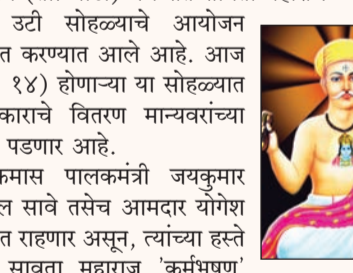 उटी सोहळ्याचे आयोजन
त करण्यात आले आहे. आज
१४) होणाऱ्या या सोहळ्यात
काराचे वितरण मान्यवरांच्या
पडणार आहे.
कमास पालकमंत्री जयकुमार
ल सावे तसेच आमदार योगेश
त राहणार असून, त्यांच्या हस्ते
सावता महाराज 'कर्मभूषण'